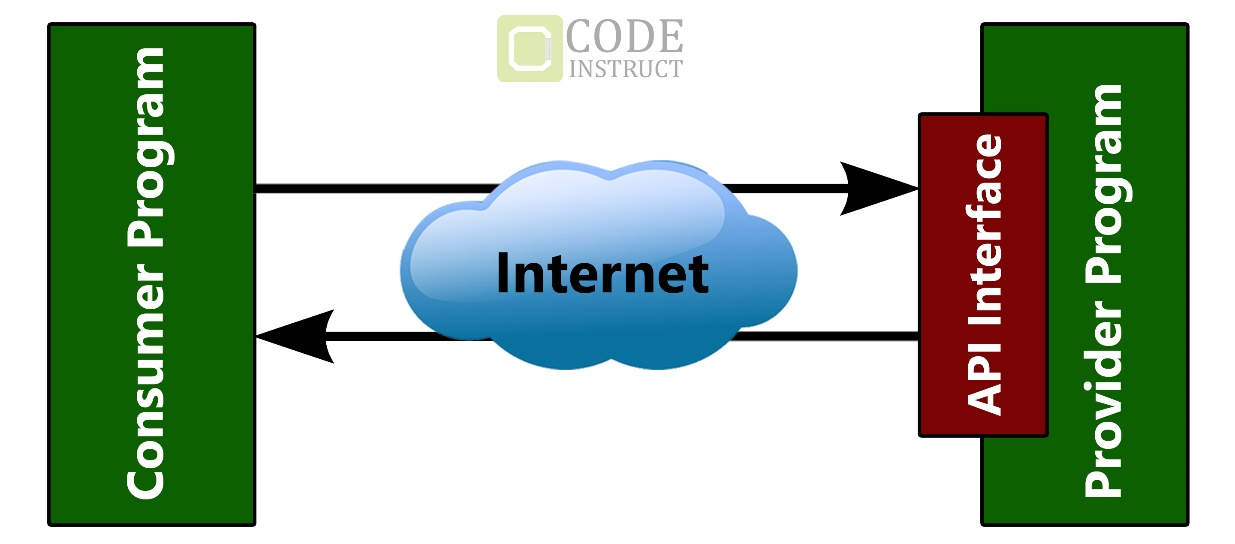 CODE
INSTRUCT
Consumer Program
Internet
API Interface
Provider Program